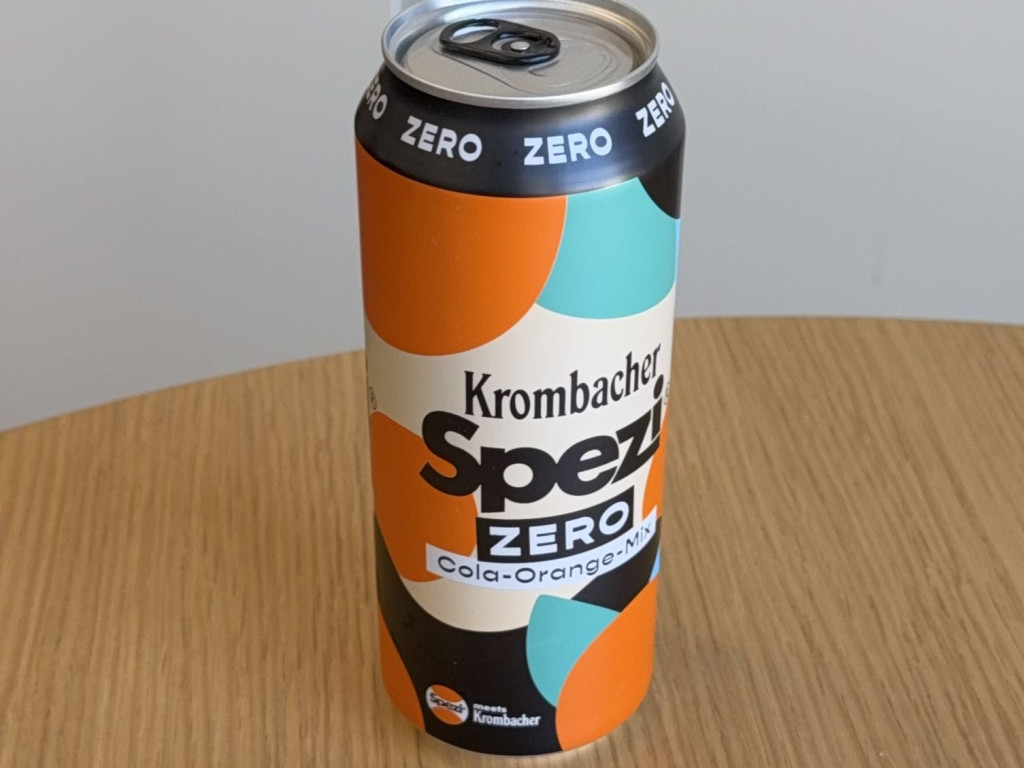 ZERO ZERO ZERO ZERO
Krombacher
Spezi
ZERO
Cola-Orange-Mix
Spezi meets
Krombacher